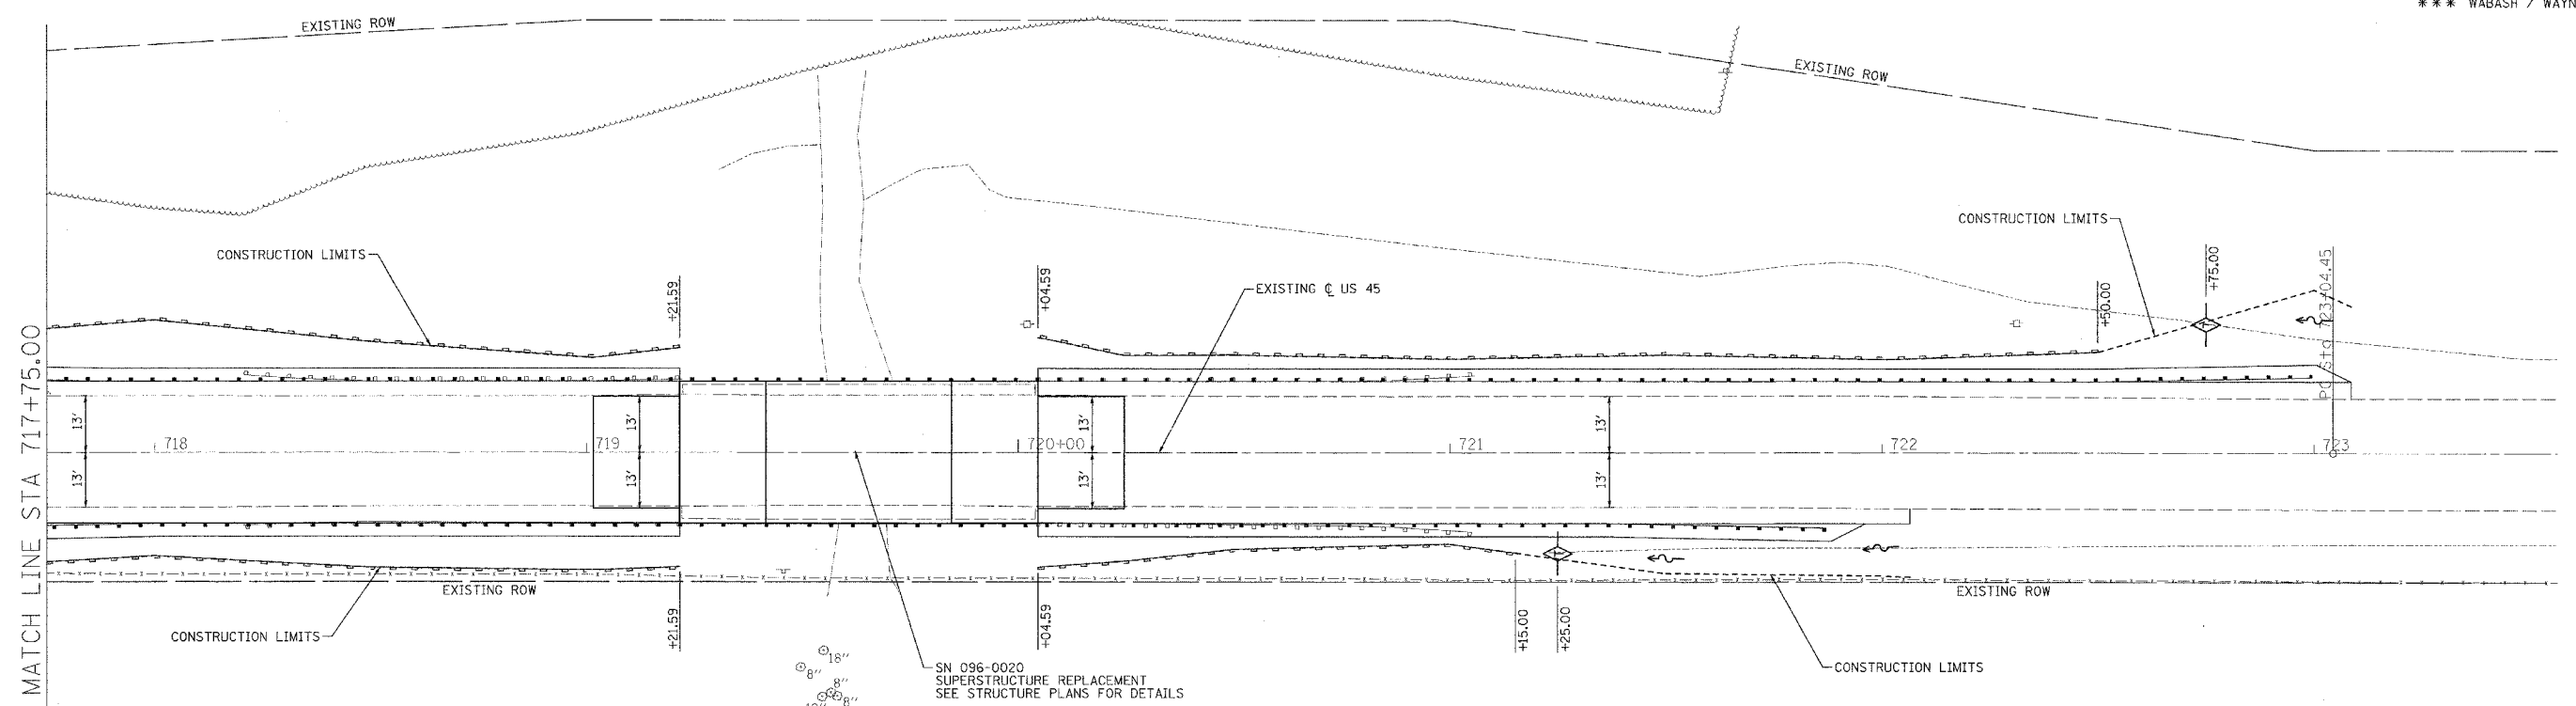 *** WABASH / WAYN
EXISTING ROW
EXISTING ROW
CONSTRUCTION LIMITS
CONSTRUCTION LIMITS
+21.59
+04.59
EXISTING ℄ US 45
+50.00
+75.00
MATCH LINE STA 717+75.00
13'
13'
13'
13'
718
719
720+00
721
722
723
13'
13'
13'
13'
EXISTING ROW
EXISTING ROW
CONSTRUCTION LIMITS
+21.59
+04.59
+15.00
+25.00
CONSTRUCTION LIMITS
SN 096-0020
SUPERSTRUCTURE REPLACEMENT
SEE STRUCTURE PLANS FOR DETAILS
18"
8"
8"
8"